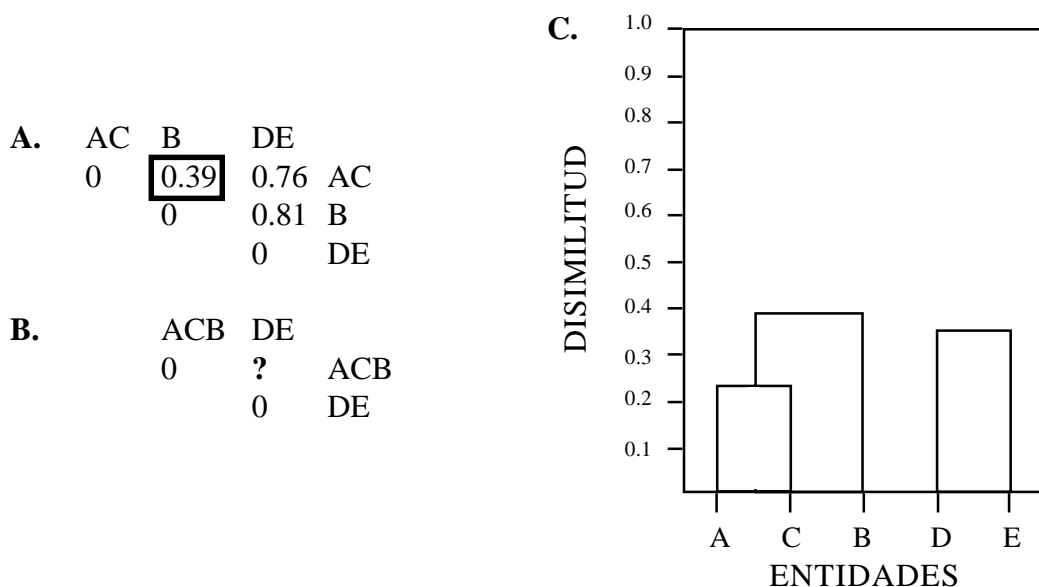 A. AC B DE
0 0.39 0.76 AC
0 0.81 B
0 DE
B. ACB DE
0 ? ACB
0 DE
C.
DISIMILITUD
1.0
0.9
0.8
0.7
0.6
0.5
0.4
0.3
0.2
0.1
A C B D E
ENTIDADES